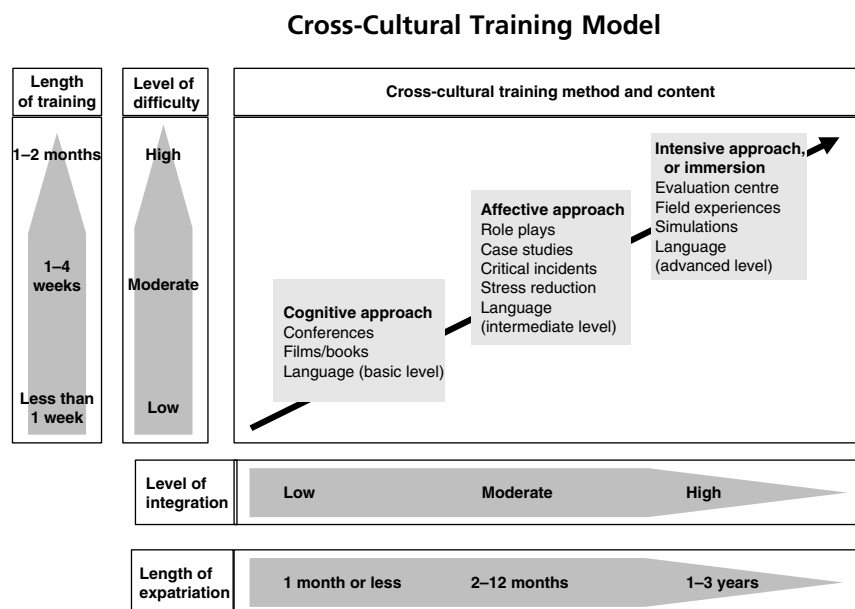 Cross-Cultural Training Model
Length
of training
Level of
difficulty
Cross-cultural training method and content
1–2 months
High
Intensive approach,
or immersion
Evaluation centre
Field experiences
Simulations
Language
(advanced level)
Affective approach
Role plays
Case studies
Critical incidents
Stress reduction
Language
(intermediate level)
1–4
weeks
Moderate
Cognitive approach
Conferences
Films/books
Language (basic level)
Less than
1 week
Low
Level of
integration
Low
Moderate
High
Length of
expatriation
1 month or less
2–12 months
1–3 years